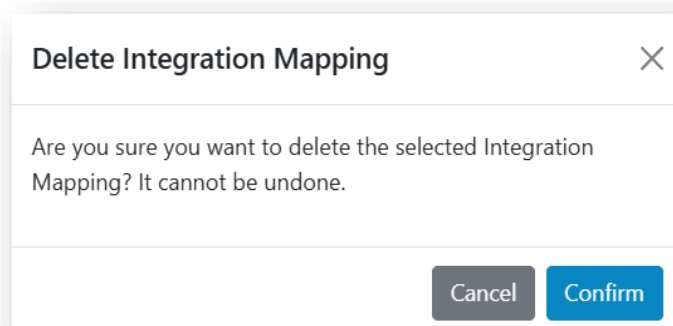 Delete Integration Mapping
Are you sure you want to delete the selected Integration
Mapping? It cannot be undone.
Cancel Confirm